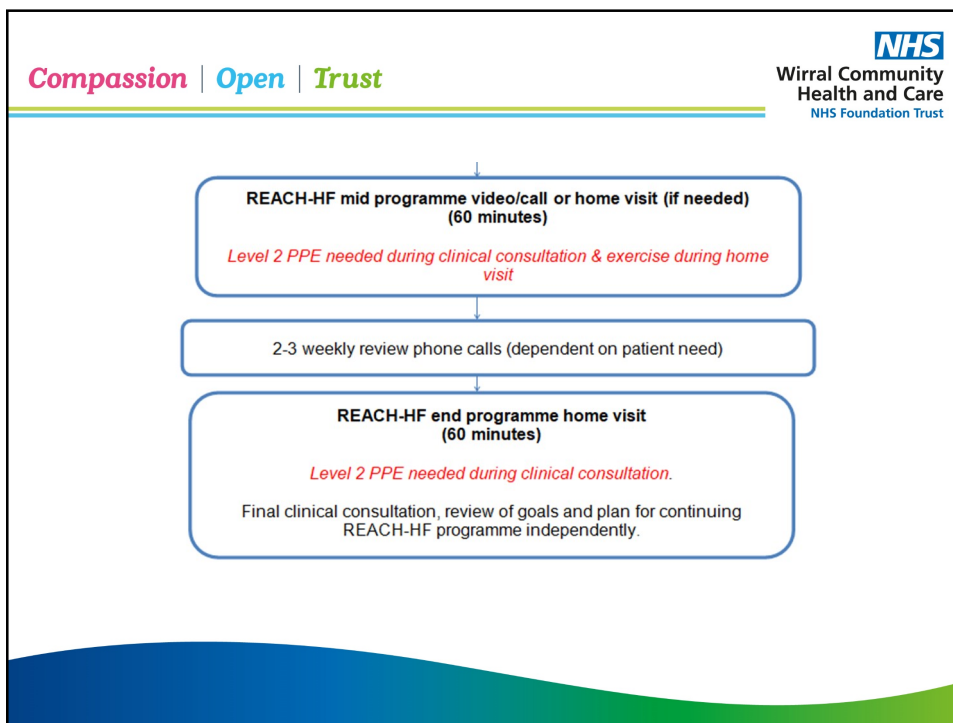 Compassion | Open | Trust
NHS
Wirral Community
Health and Care
NHS Foundation Trust
REACH-HF mid programme video/call or home visit (if needed)
(60 minutes)
Level 2 PPE needed during clinical consultation & exercise during home
visit
2-3 weekly review phone calls (dependent on patient need)
REACH-HF end programme home visit
(60 minutes)
Level 2 PPE needed during clinical consultation.
Final clinical consultation, review of goals and plan for continuing
REACH-HF programme independently.